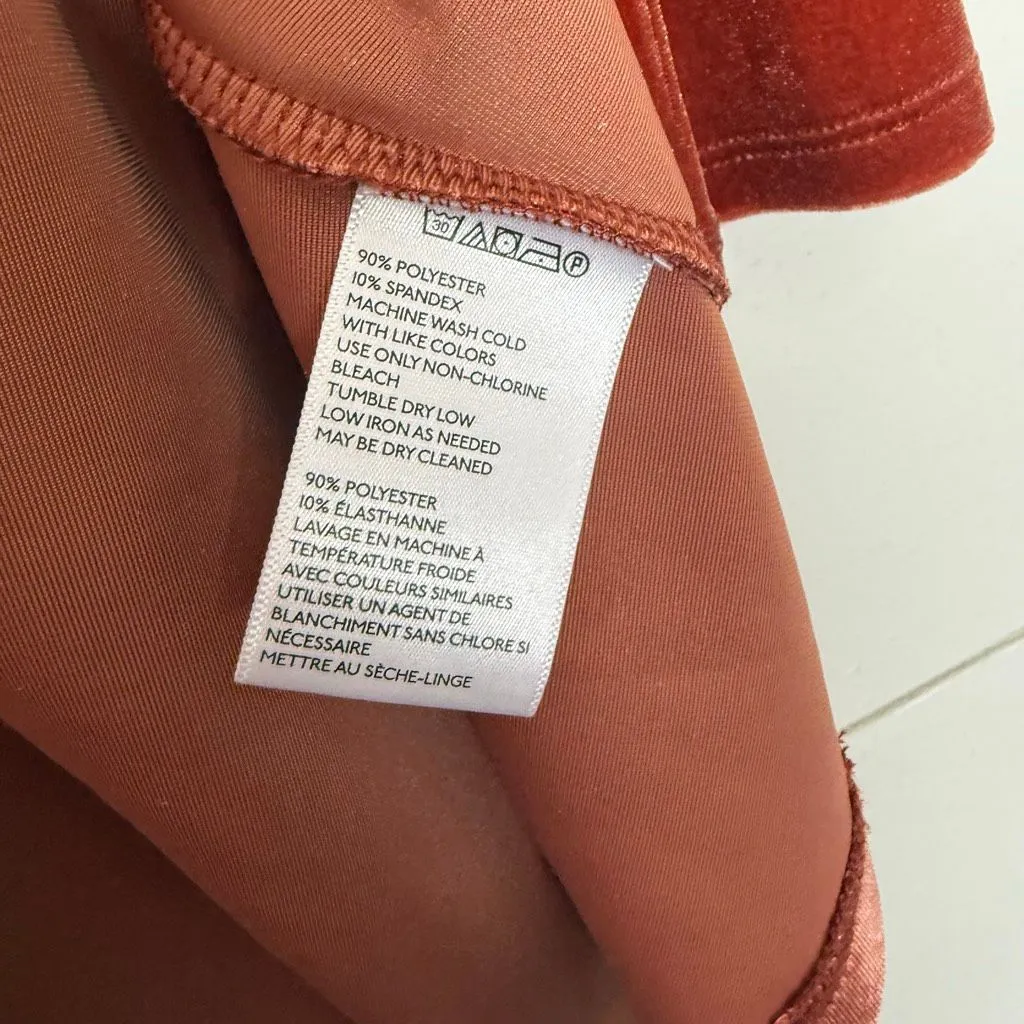 30 P
90% POLYESTER
10% SPANDEX
MACHINE WASH COLD
WITH LIKE COLORS
USE ONLY NON-CHLORINE
BLEACH
TUMBLE DRY LOW
LOW IRON AS NEEDED
MAY BE DRY CLEANED
90% POLYESTER
10% ÉLASTHANNE
LAVAGE EN MACHINE À
TEMPÉRATURE FROIDE
AVEC COULEURS SIMILAIRES
UTILISER UN AGENT DE
BLANCHIMENT SANS CHLORE SI
NÉCESSAIRE
METTRE AU SÈCHE-LINGE